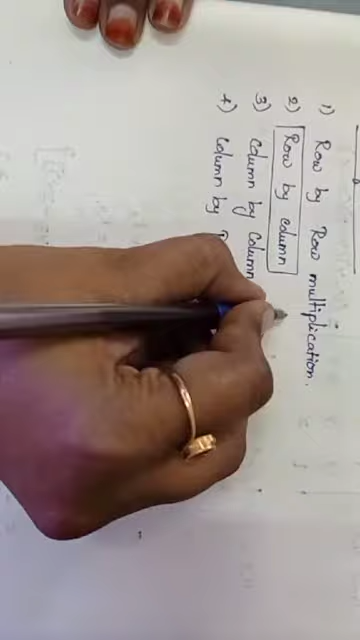 1) Row by Row multiplication.
2) Row by column
3) column by column
4) column by